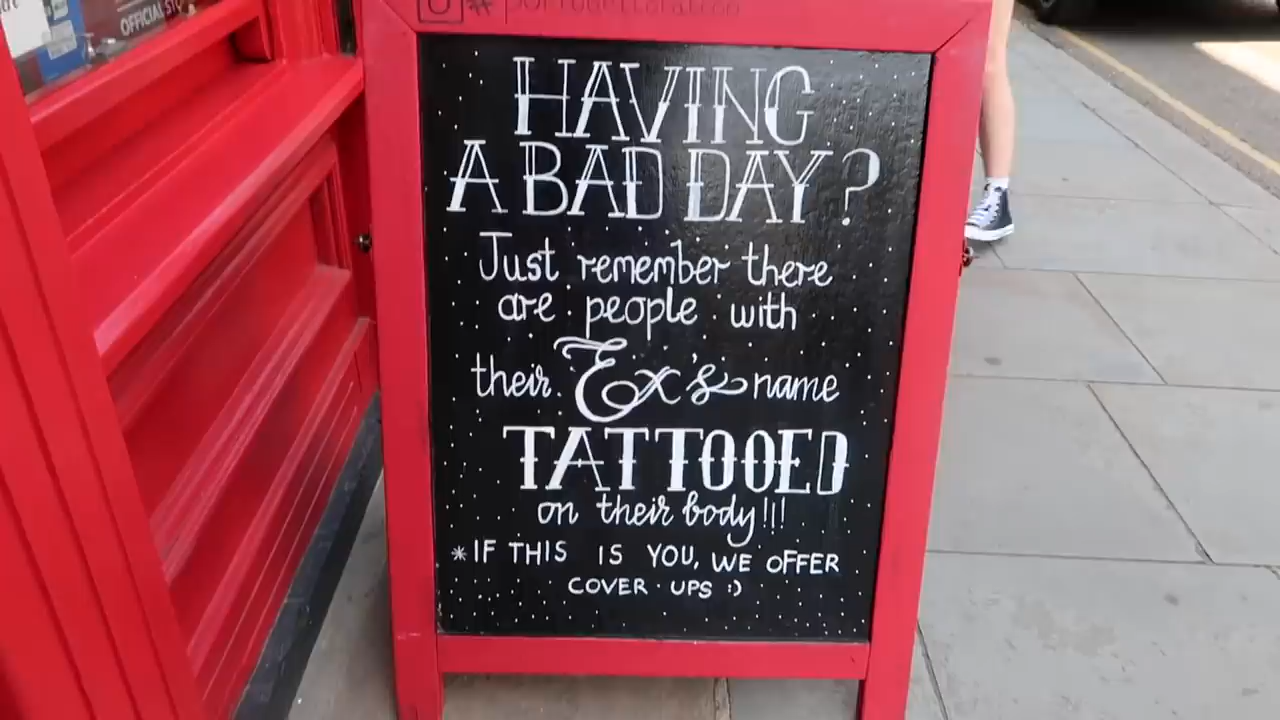 OFFICIAL
HAVING
A BAD DAY?
Just remember there
are people with
their Ex's name
TATTOOED
on their body!!!
*IF THIS IS YOU, WE OFFER
COVER UPS :)